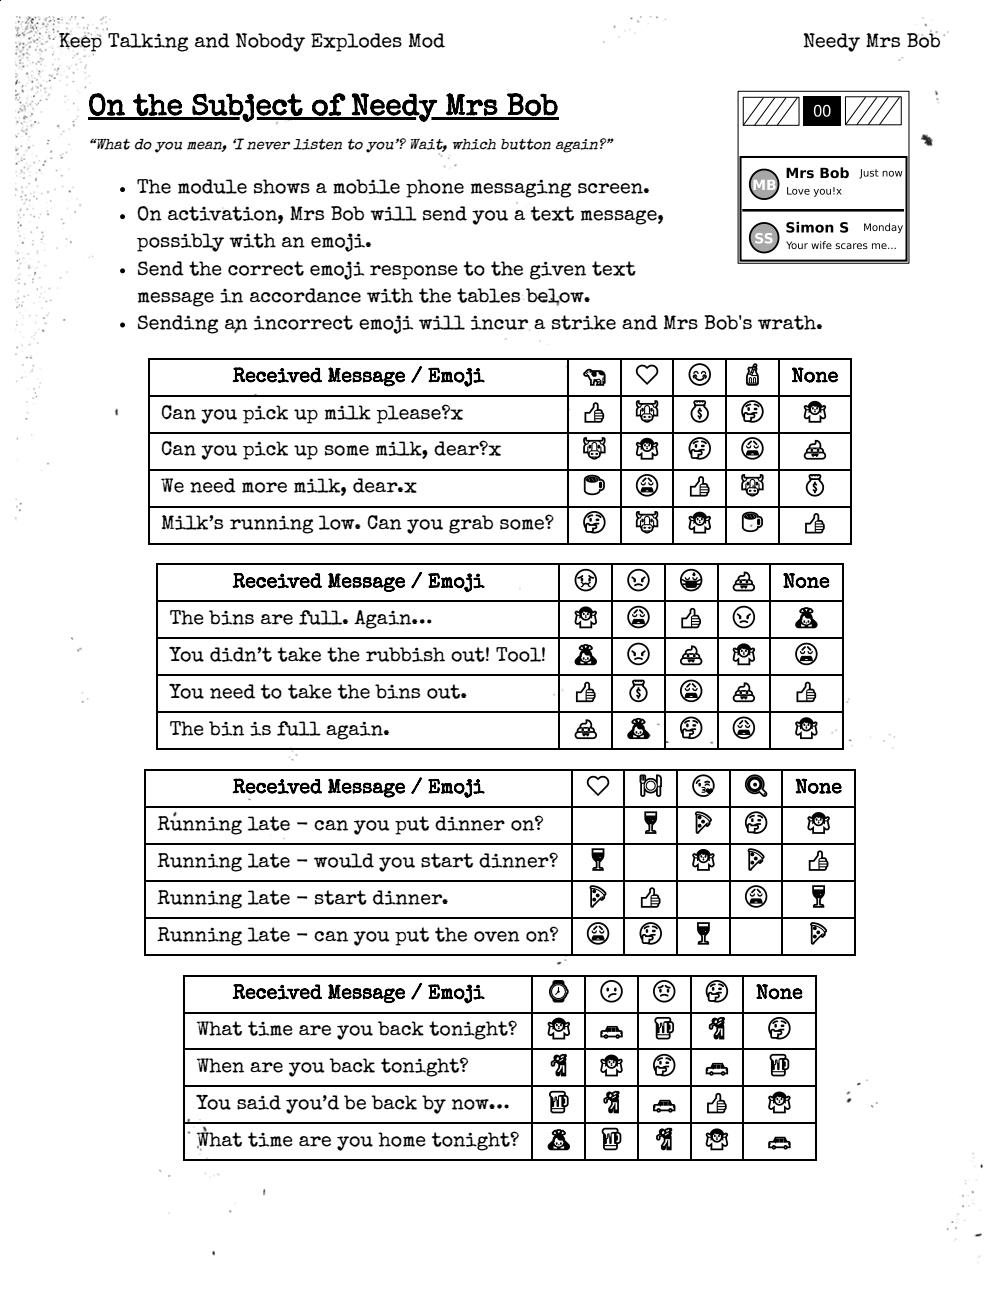 Keep Talking and Nobody Explodes Mod
Needy Mrs Bob
On the Subject of Needy Mrs Bob
“What do you mean, ‘I never listen to you’? Wait, which button again?”
• The module shows a mobile phone messaging screen.
• On activation, Mrs Bob will send you a text message,
possibly with an emoji.
• Send the correct emoji response to the given text
message in accordance with the tables below.
• Sending an incorrect emoji will incur a strike and Mrs Bob's wrath.
00
MB
Mrs Bob Just now
Love you!x
SS
Simon S Monday
Your wife scares me...
Received Message / Emoji None
Can you pick up milk please?x
Can you pick up some milk, dear?x
We need more milk, dear.x
Milk’s running low. Can you grab some?
Received Message / Emoji None
The bins are full. Again...
You didn’t take the rubbish out! Tool!
You need to take the bins out.
The bin is full again.
Received Message / Emoji None
Running late – can you put dinner on?
Running late – would you start dinner?
Running late – start dinner.
Running late – can you put the oven on?
Received Message / Emoji None
What time are you back tonight?
When are you back tonight?
You said you’d be back by now...
What time are you home tonight?